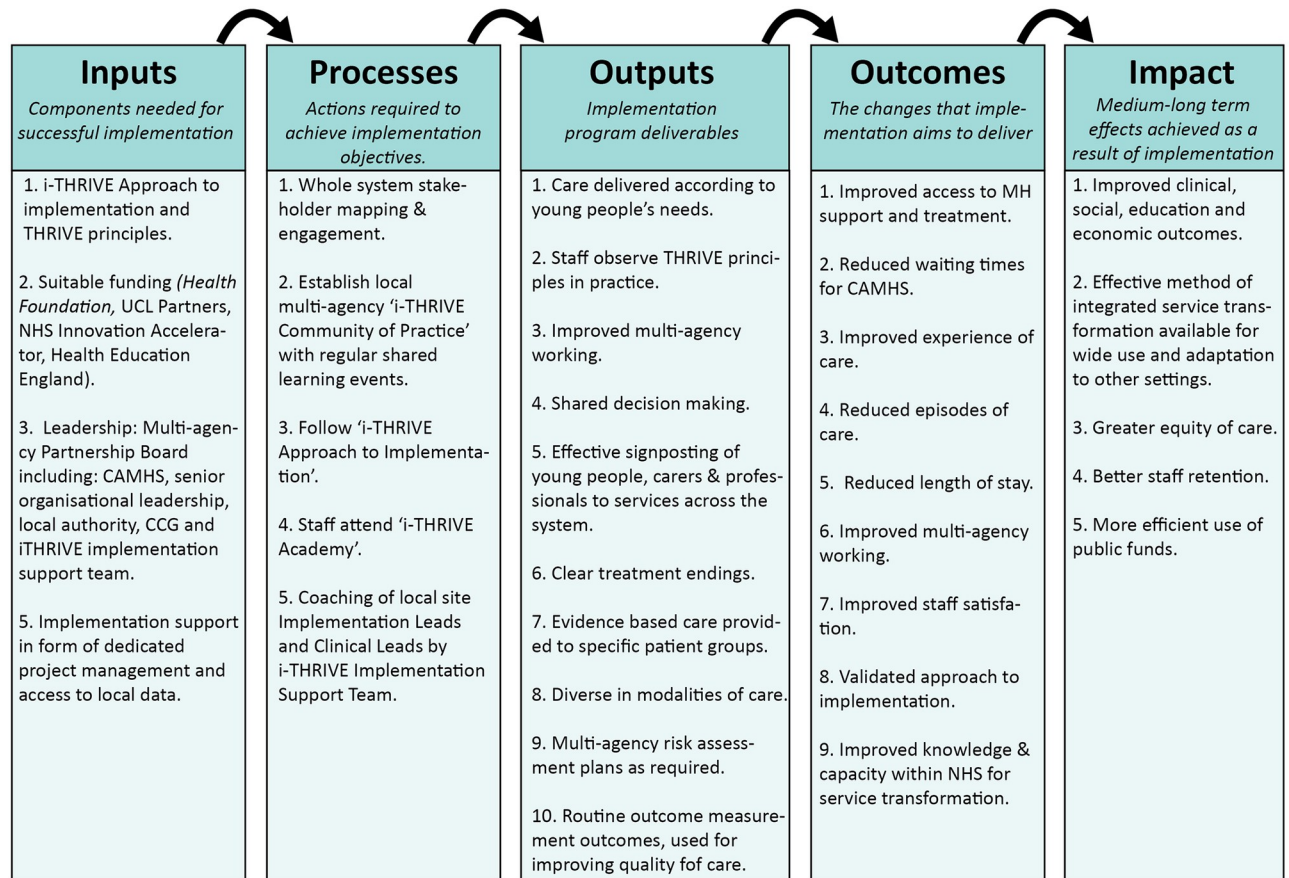 Inputs
Components needed for
successful implementation
1. i-THRIVE Approach to
implementation and
THRIVE principles.
2. Suitable funding (Health
Foundation, UCL Partners,
NHS Innovation Accelera-
tor, Health Education
England).
3.  Leadership: Multi-agen-
cy Partnership Board
including: CAMHS, senior
organisational leadership,
local authority, CCG and
iTHRIVE implementation
support team.
5. Implementation support
in form of dedicated
project management and
access to local data.
Processes
Actions required to
achieve implementation
objectives.
1. Whole system stake-
holder mapping &
engagement.
2. Establish local
multi-agency ‘i-THRIVE
Community of Practice’
with regular shared
learning events.
3. Follow ‘i-THRIVE
Approach to Implementa-
tion’.
4. Staff attend ‘i-THRIVE
Academy’.
5. Coaching of local site
Implementation Leads
and Clinical Leads by
i-THRIVE Implementation
Support Team.
Outputs
Implementation
program deliverables
1. Care delivered according to
young people’s needs.
2. Staff observe THRIVE princi-
ples in practice.
3. Improved multi-agency
working.
4. Shared decision making.
5. Effective signposting of
young people, carers & profes-
sionals to services across the
system.
6. Clear treatment endings.
7. Evidence based care provid-
ed to specific patient groups.
8. Diverse in modalities of care.
9. Multi-agency risk assess-
ment plans as required.
10. Routine outcome measure-
ment outcomes, used for
improving quality fof care.
Outcomes
The changes that imple-
mentation aims to deliver
1. Improved access to MH
support and treatment.
2. Reduced waiting times
for CAMHS.
3. Improved experience of
care.
4. Reduced episodes of
care.
5.  Reduced length of stay.
6. Improved multi-agency
working.
7. Improved staff satisfa-
tion.
8. Validated approach to
implementation.
9. Improved knowledge &
capacity within NHS for
service transformation.
Impact
Medium-long term
effects achieved as a
result of implementation
1. Improved clinical,
social, education and
economic outcomes.
2. Effective method of
integrated service trans-
formation available for
wide use and adaptation
to other settings.
3. Greater equity of care.
4. Better staff retention.
5. More efficient use of
public funds.